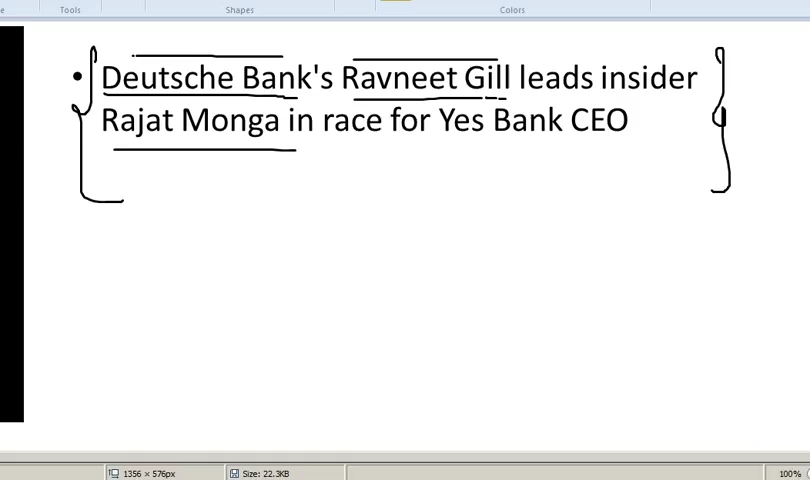 e Tools Shapes Colors
• Deutsche Bank's Ravneet Gill leads insider
Rajat Monga in race for Yes Bank CEO
1356 × 576px Size: 22.3KB 100%